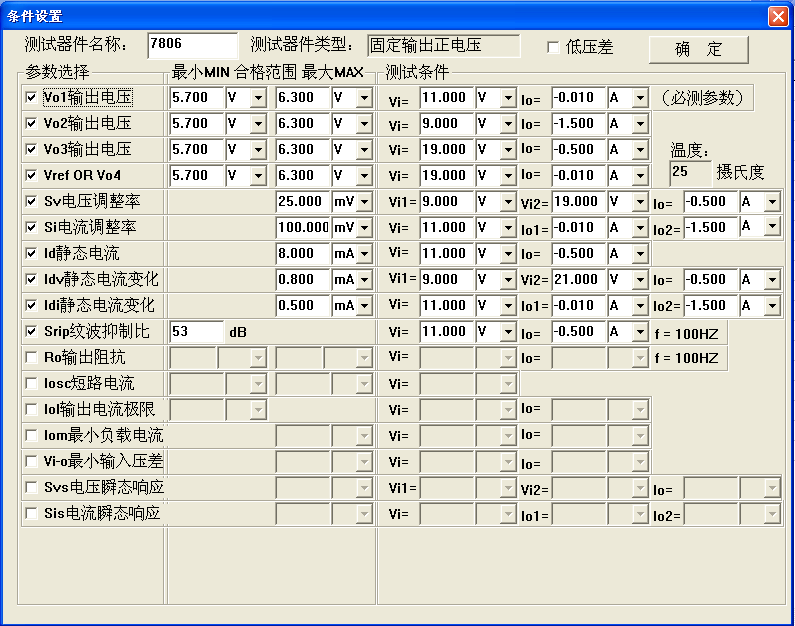 条件设置
测试器件名称: 7806 测试器件类型: 固定输出正电压 低压差 确 定
参数选择 最小MIN 合格范围 最大MAX 测试条件
Vo1输出电压 5.700 V 6.300 V Vi= 11.000 V Io= -0.010 A (必测参数)
Vo2输出电压 5.700 V 6.300 V Vi= 9.000 V Io= -1.500 A
Vo3输出电压 5.700 V 6.300 V Vi= 19.000 V Io= -0.500 A 温度:
Vref OR Vo4 5.700 V 6.300 V Vi= 19.000 V Io= -0.010 A 25 摄氏度
Sv电压调整率 25.000 mV Vi1= 9.000 V Vi2= 19.000 V Io= -0.500 A
Si电流调整率 100.000 mV Vi= 11.000 V Io1= -0.010 A Io2= -1.500 A
Id静态电流 8.000 mA Vi= 11.000 V Io= -0.500 A
Idv静态电流变化 0.800 mA Vi1= 9.000 V Vi2= 21.000 V Io= -0.500 A
Idi静态电流变化 0.500 mA Vi= 11.000 V Io1= -0.010 A Io2= -1.500 A
Srip纹波抑制比 53 dB Vi= 11.000 V Io= -0.500 A f = 100HZ
Ro输出阻抗 Vi= Io= f = 100HZ
Iosc短路电流 Vi=
Iol输出电流极限 Vi= Io=
Iom最小负载电流 Vi= Io=
Vi-o最小输入压差 Vi= Io=
Svs电压瞬态响应 Vi1= Vi2= Io=
Sis电流瞬态响应 Vi= Io1= Io2=